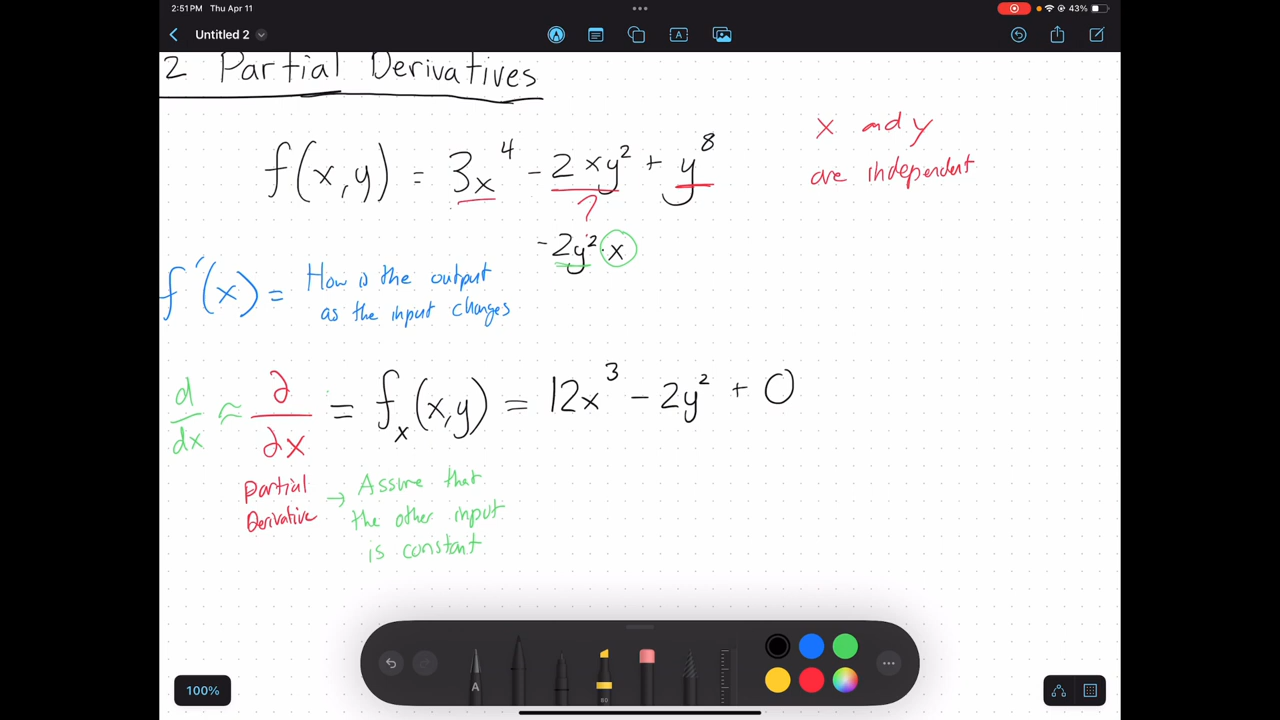 2:51 PM Thu Apr 11
43%
Untitled 2
2 Partial Derivatives
f(x,y) = 3x⁴ - 2xy² + y⁸
x and y
are independent
?
-2y²·x
f'(x) = How is the output
as the input changes
d/dx ≈ ∂/∂x = fₓ(x,y) = 12x³ - 2y² + 0
Partial
Derivative
→ Assume that
the other input
is constant
A
80
100%